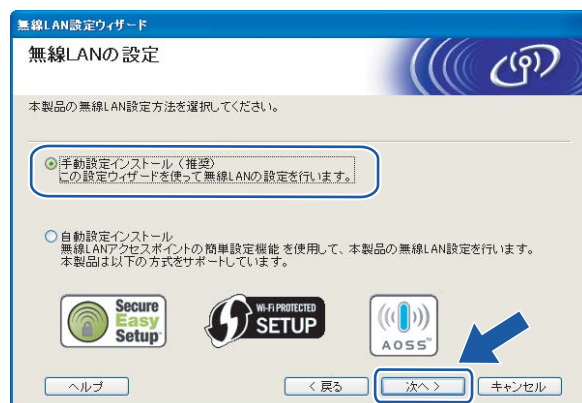 無線LAN設定ウィザード
無線LANの設定
本製品の無線LAN設定方法を選択してください。
手動設定インストール（推奨）
この設定ウィザードを使って無線LANの設定を行います。
自動設定インストール
無線LANアクセスポイントの簡単設定機能を使用して、本製品の無線LAN設定を行います。
本製品は以下の方式をサポートしています。
Secure
Easy
Setup™
Wi-Fi PROTECTED
SETUP
AOSS™
ヘルプ
< 戻る
次へ >
キャンセル